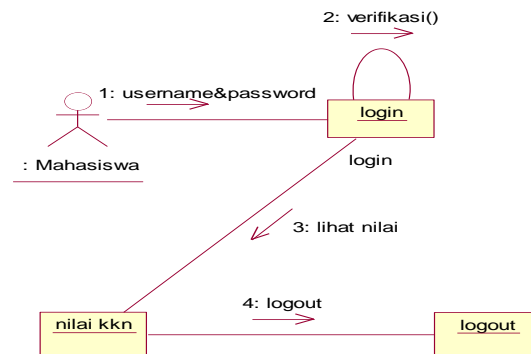 2: verifikasi()
1: username&password
login
: Mahasiswa
login
3: lihat nilai
4: logout
nilai kkn
logout